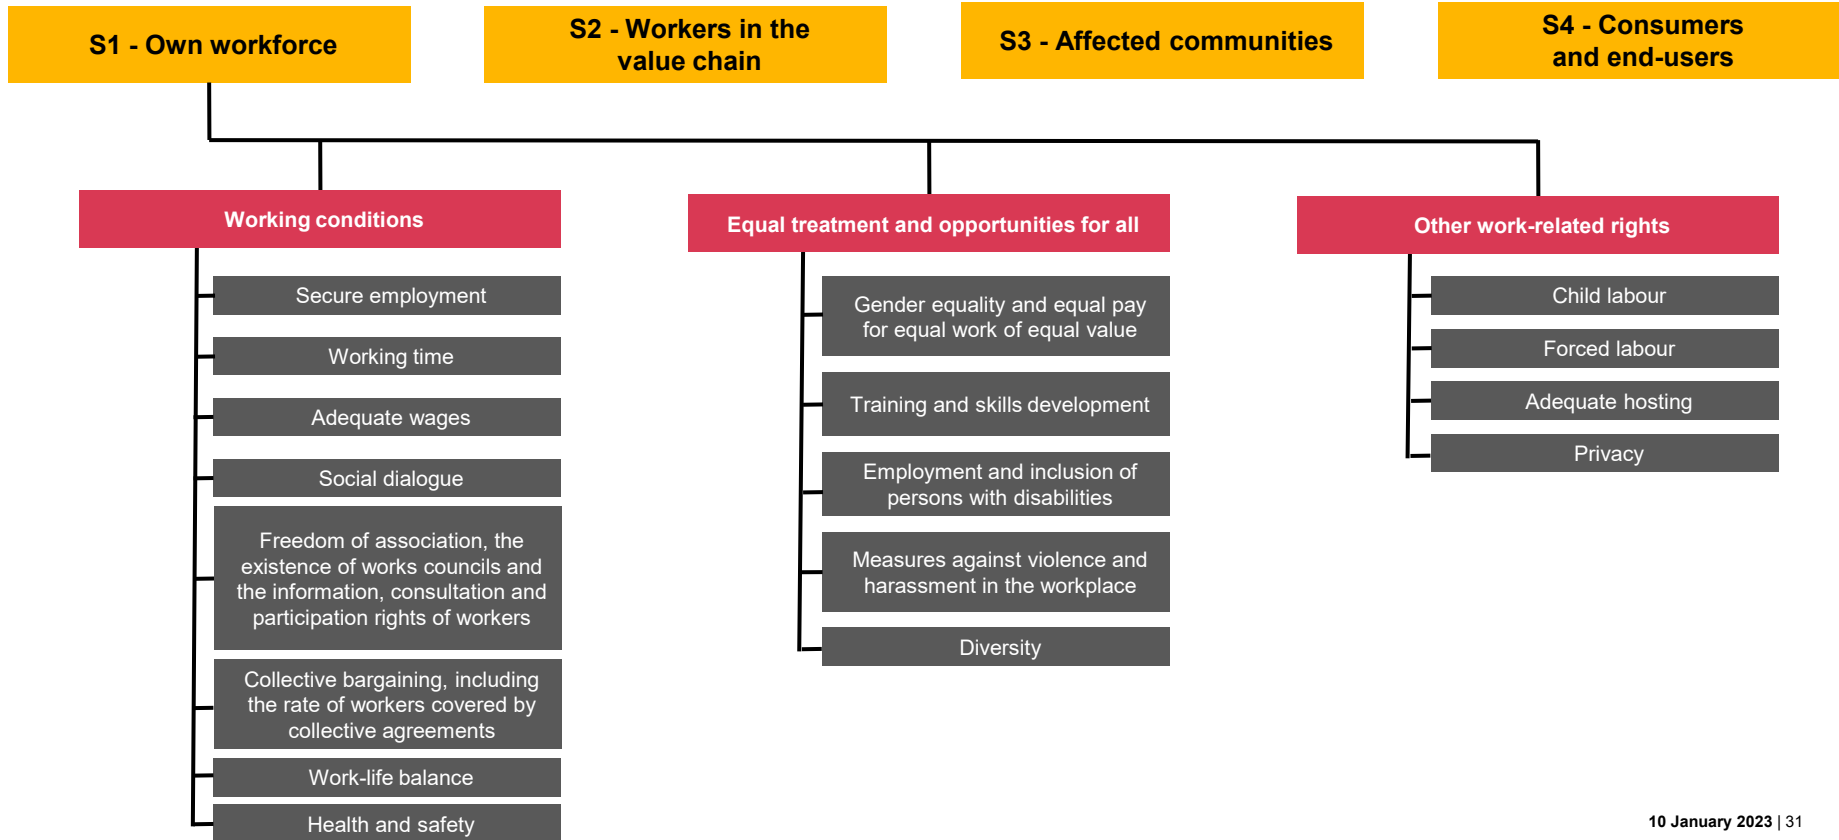 S1 - Own workforce
S2 - Workers in the
value chain
S3 - Affected communities
S4 - Consumers
and end-users
Working conditions
Secure employment
Working time
Adequate wages
Social dialogue
Freedom of association, the
existence of works councils and
the information, consultation and
participation rights of workers
Collective bargaining, including
the rate of workers covered by
collective agreements
Work-life balance
Health and safety
Equal treatment and opportunities for all
Gender equality and equal pay
for equal work of equal value
Training and skills development
Employment and inclusion of
persons with disabilities
Measures against violence and
harassment in the workplace
Diversity
Other work-related rights
Child labour
Forced labour
Adequate hosting
Privacy
10 January 2023 | 31